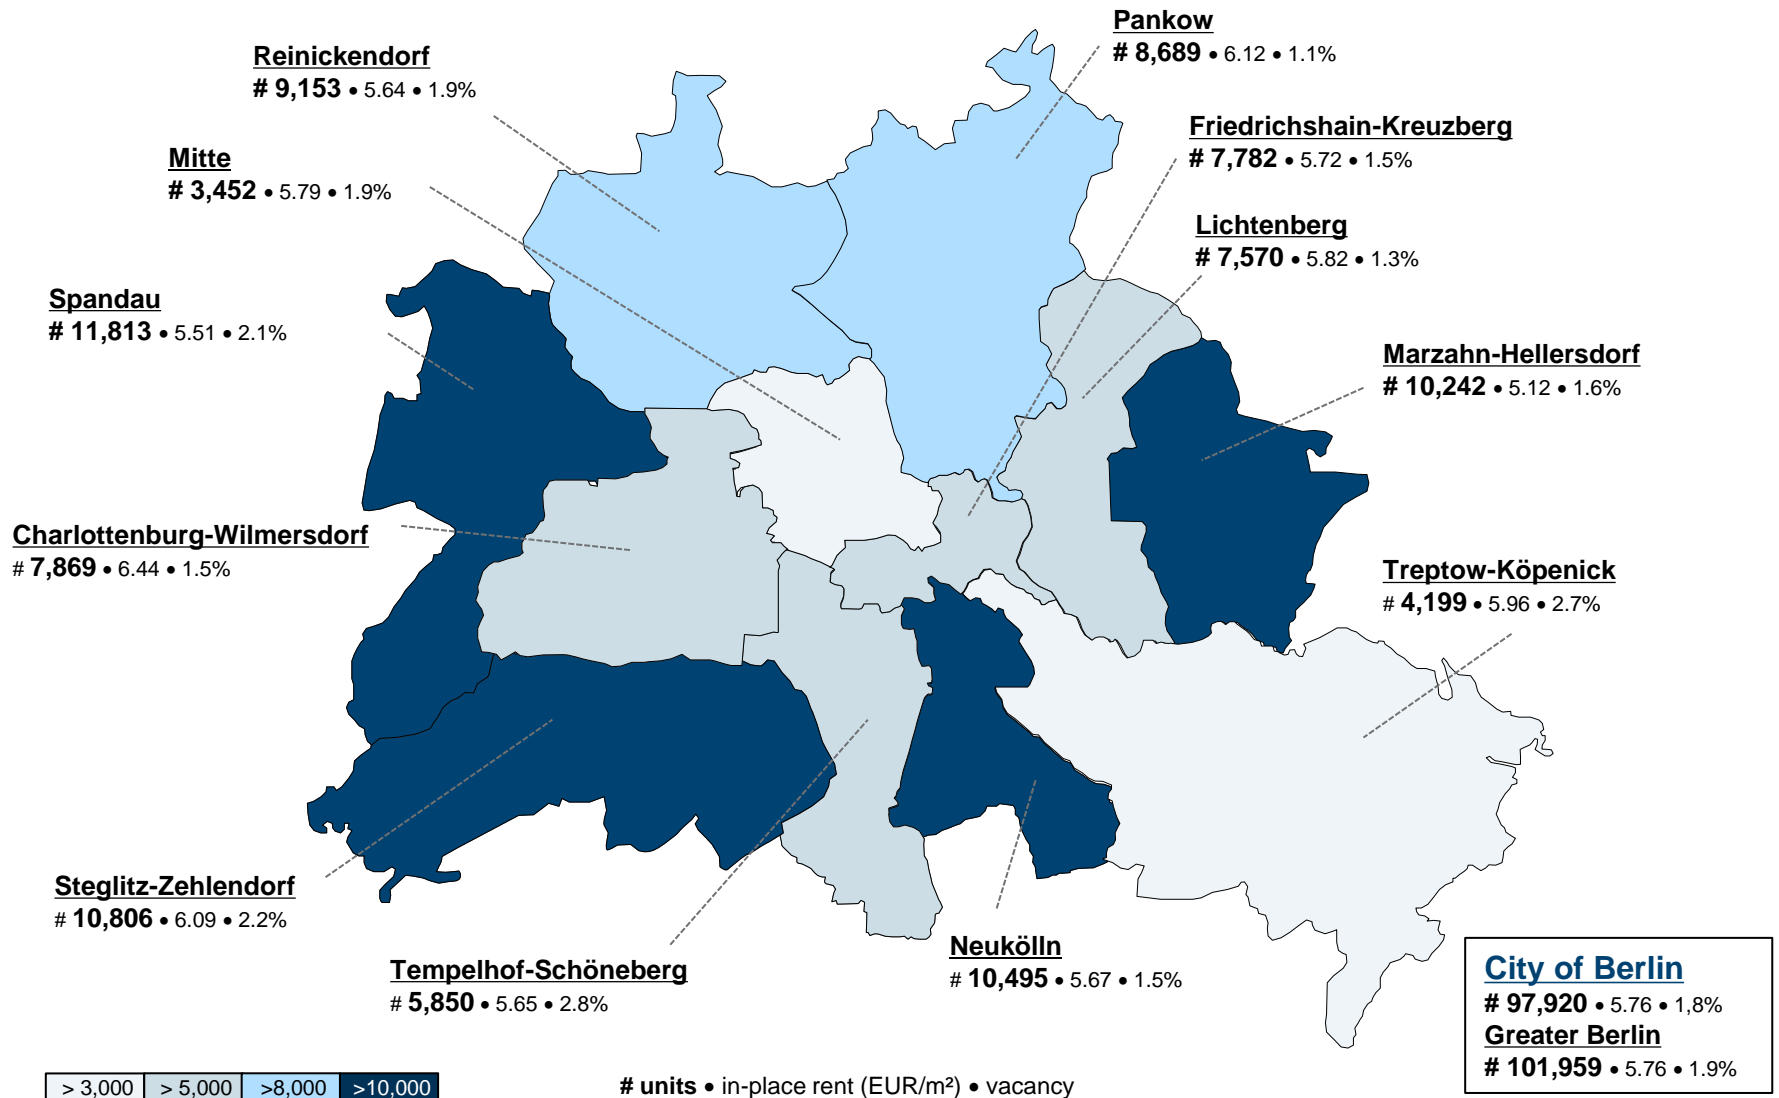 Pankow
# 8,689 • 6.12 • 1.1%
Reinickendorf
# 9,153 • 5.64 • 1.9%
Friedrichshain-Kreuzberg
# 7,782 • 5.72 • 1.5%
Mitte
# 3,452 • 5.79 • 1.9%
Lichtenberg
# 7,570 • 5.82 • 1.3%
Spandau
# 11,813 • 5.51 • 2.1%
Marzahn-Hellersdorf
# 10,242 • 5.12 • 1.6%
Charlottenburg-Wilmersdorf
# 7,869 • 6.44 • 1.5%
Treptow-Köpenick
# 4,199 • 5.96 • 2.7%
Steglitz-Zehlendorf
# 10,806 • 6.09 • 2.2%
Tempelhof-Schöneberg
# 5,850 • 5.65 • 2.8%
Neukölln
# 10,495 • 5.67 • 1.5%
City of Berlin
# 97,920 • 5.76 • 1,8%
Greater Berlin
# 101,959 • 5.76 • 1.9%
> 3,000 > 5,000 >8,000 >10,000
# units • in-place rent (EUR/m²) • vacancy